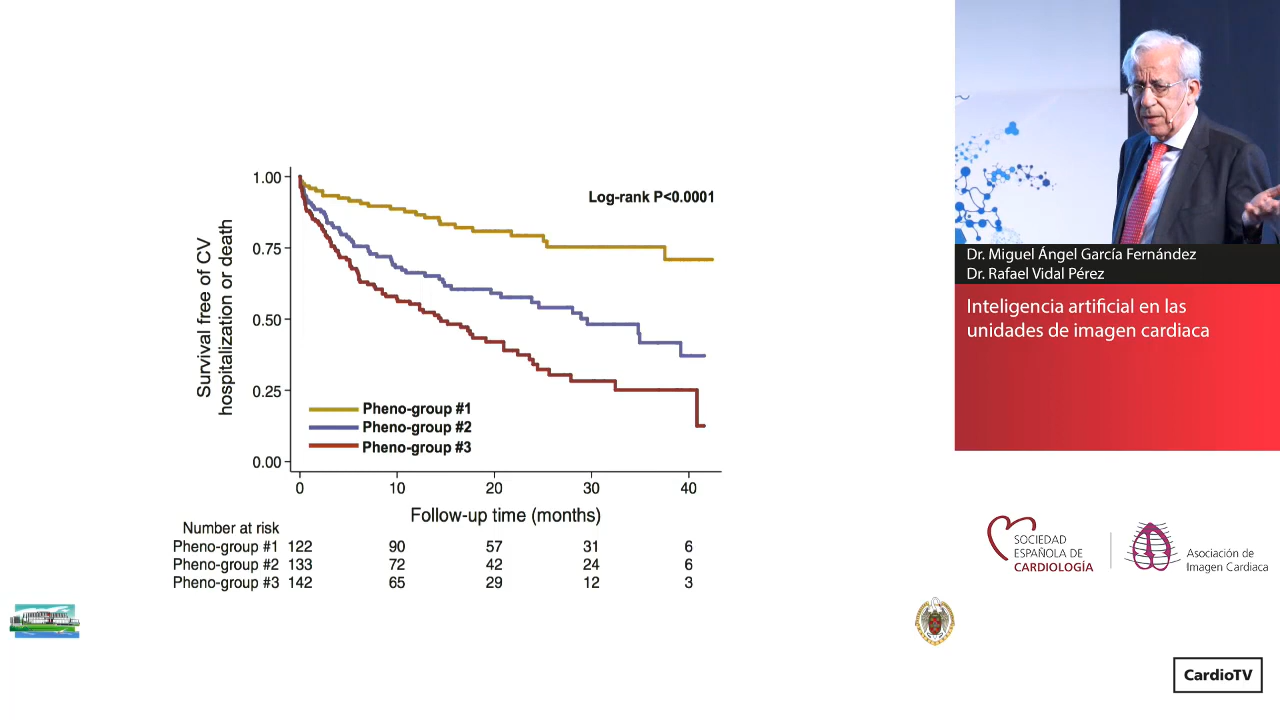 1.00
0.75
0.50
0.25
0.00
Survival free of CV
hospitalization or death
Log-rank P<0.0001
Pheno-group #1
Pheno-group #2
Pheno-group #3
0 10 20 30 40
Follow-up time (months)
Number at risk
Pheno-group #1 122 90 57 31 6
Pheno-group #2 133 72 42 24 6
Pheno-group #3 142 65 29 12 3
Dr. Miguel Ángel García Fernández
Dr. Rafael Vidal Pérez
Inteligencia artificial en las
unidades de imagen cardiaca
SOCIEDAD
ESPAÑOLA DE
CARDIOLOGÍA
Asociación de
Imagen Cardiaca
CardioTV